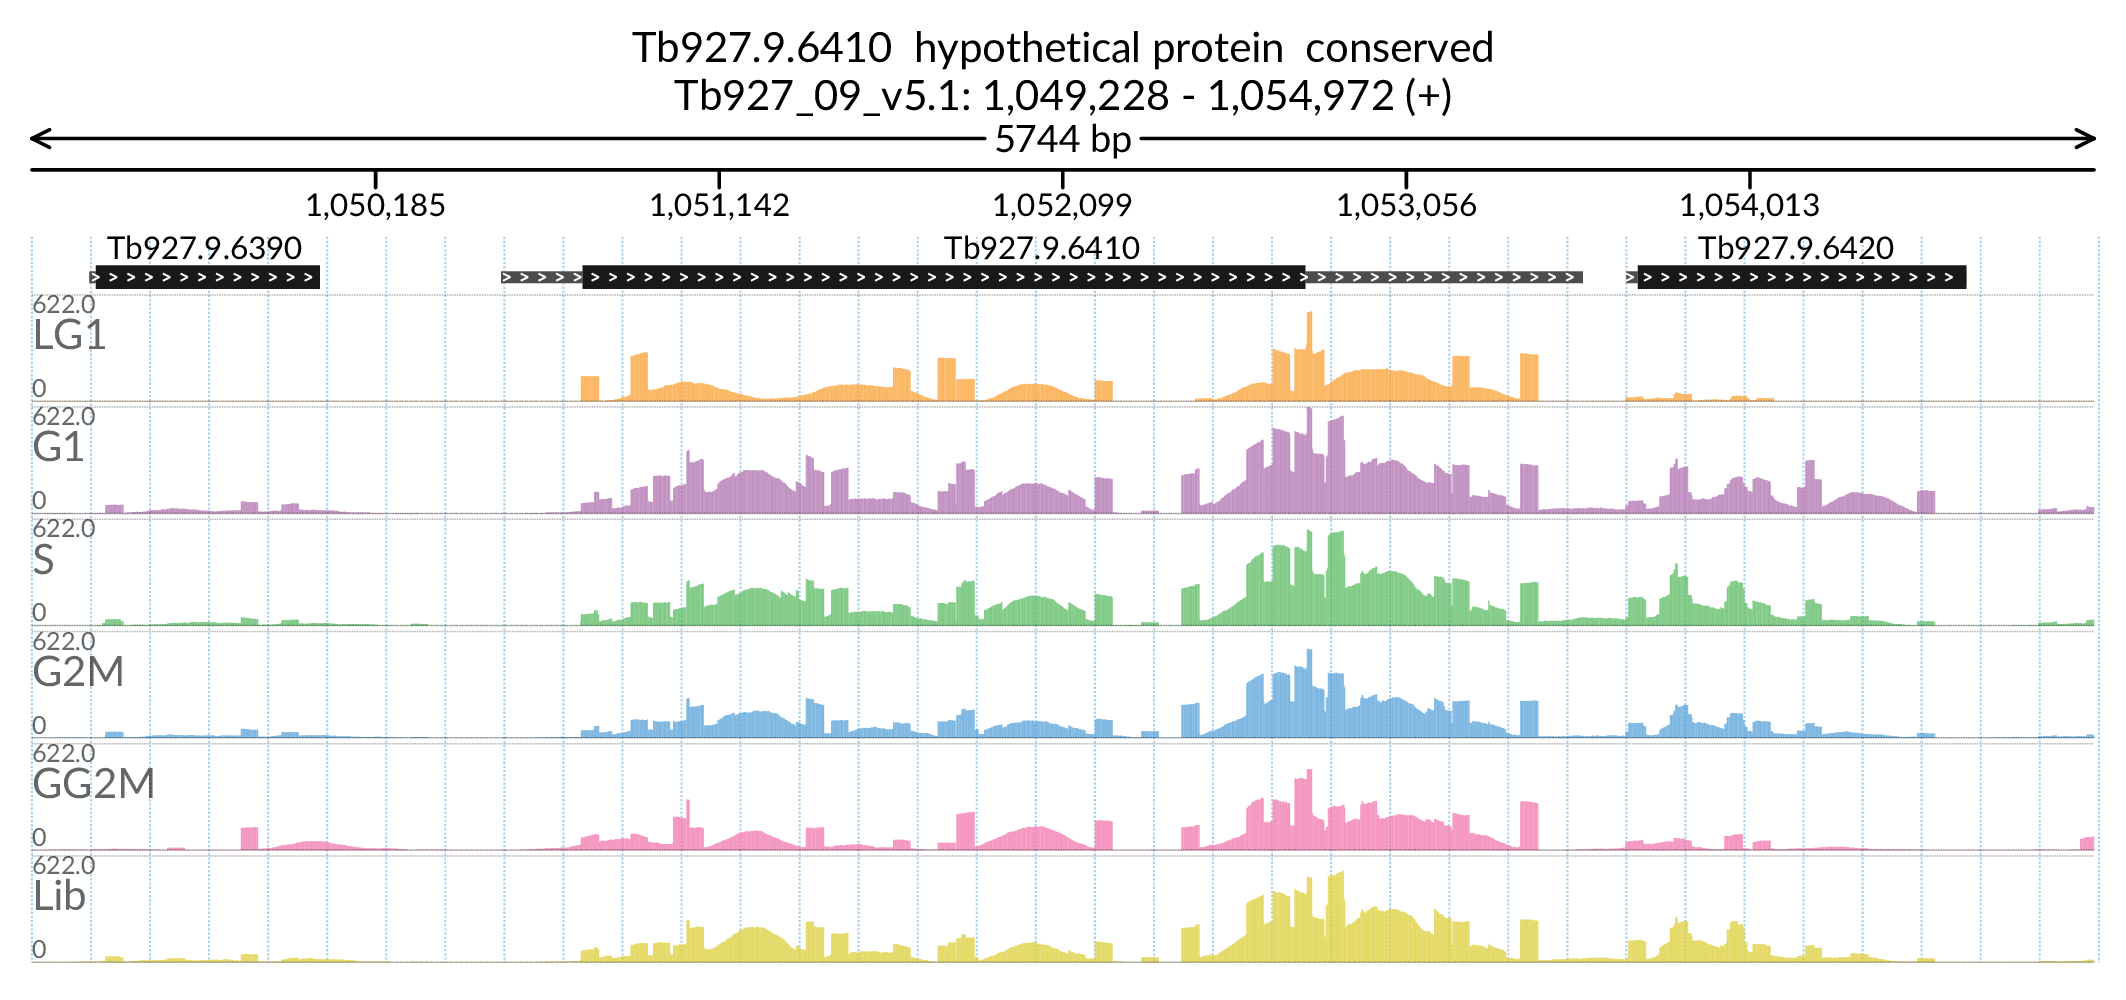 Tb927.9.6410  hypothetical protein  conserved
Tb927_09_v5.1: 1,049,228 - 1,054,972 (+)
5744 bp
1,050,185 1,051,142 1,052,099 1,053,056 1,054,013
Tb927.9.6390 Tb927.9.6410 Tb927.9.6420
622.0
LG1
0
622.0
G1
0
622.0
S
0
622.0
G2M
0
622.0
GG2M
0
622.0
Lib
0